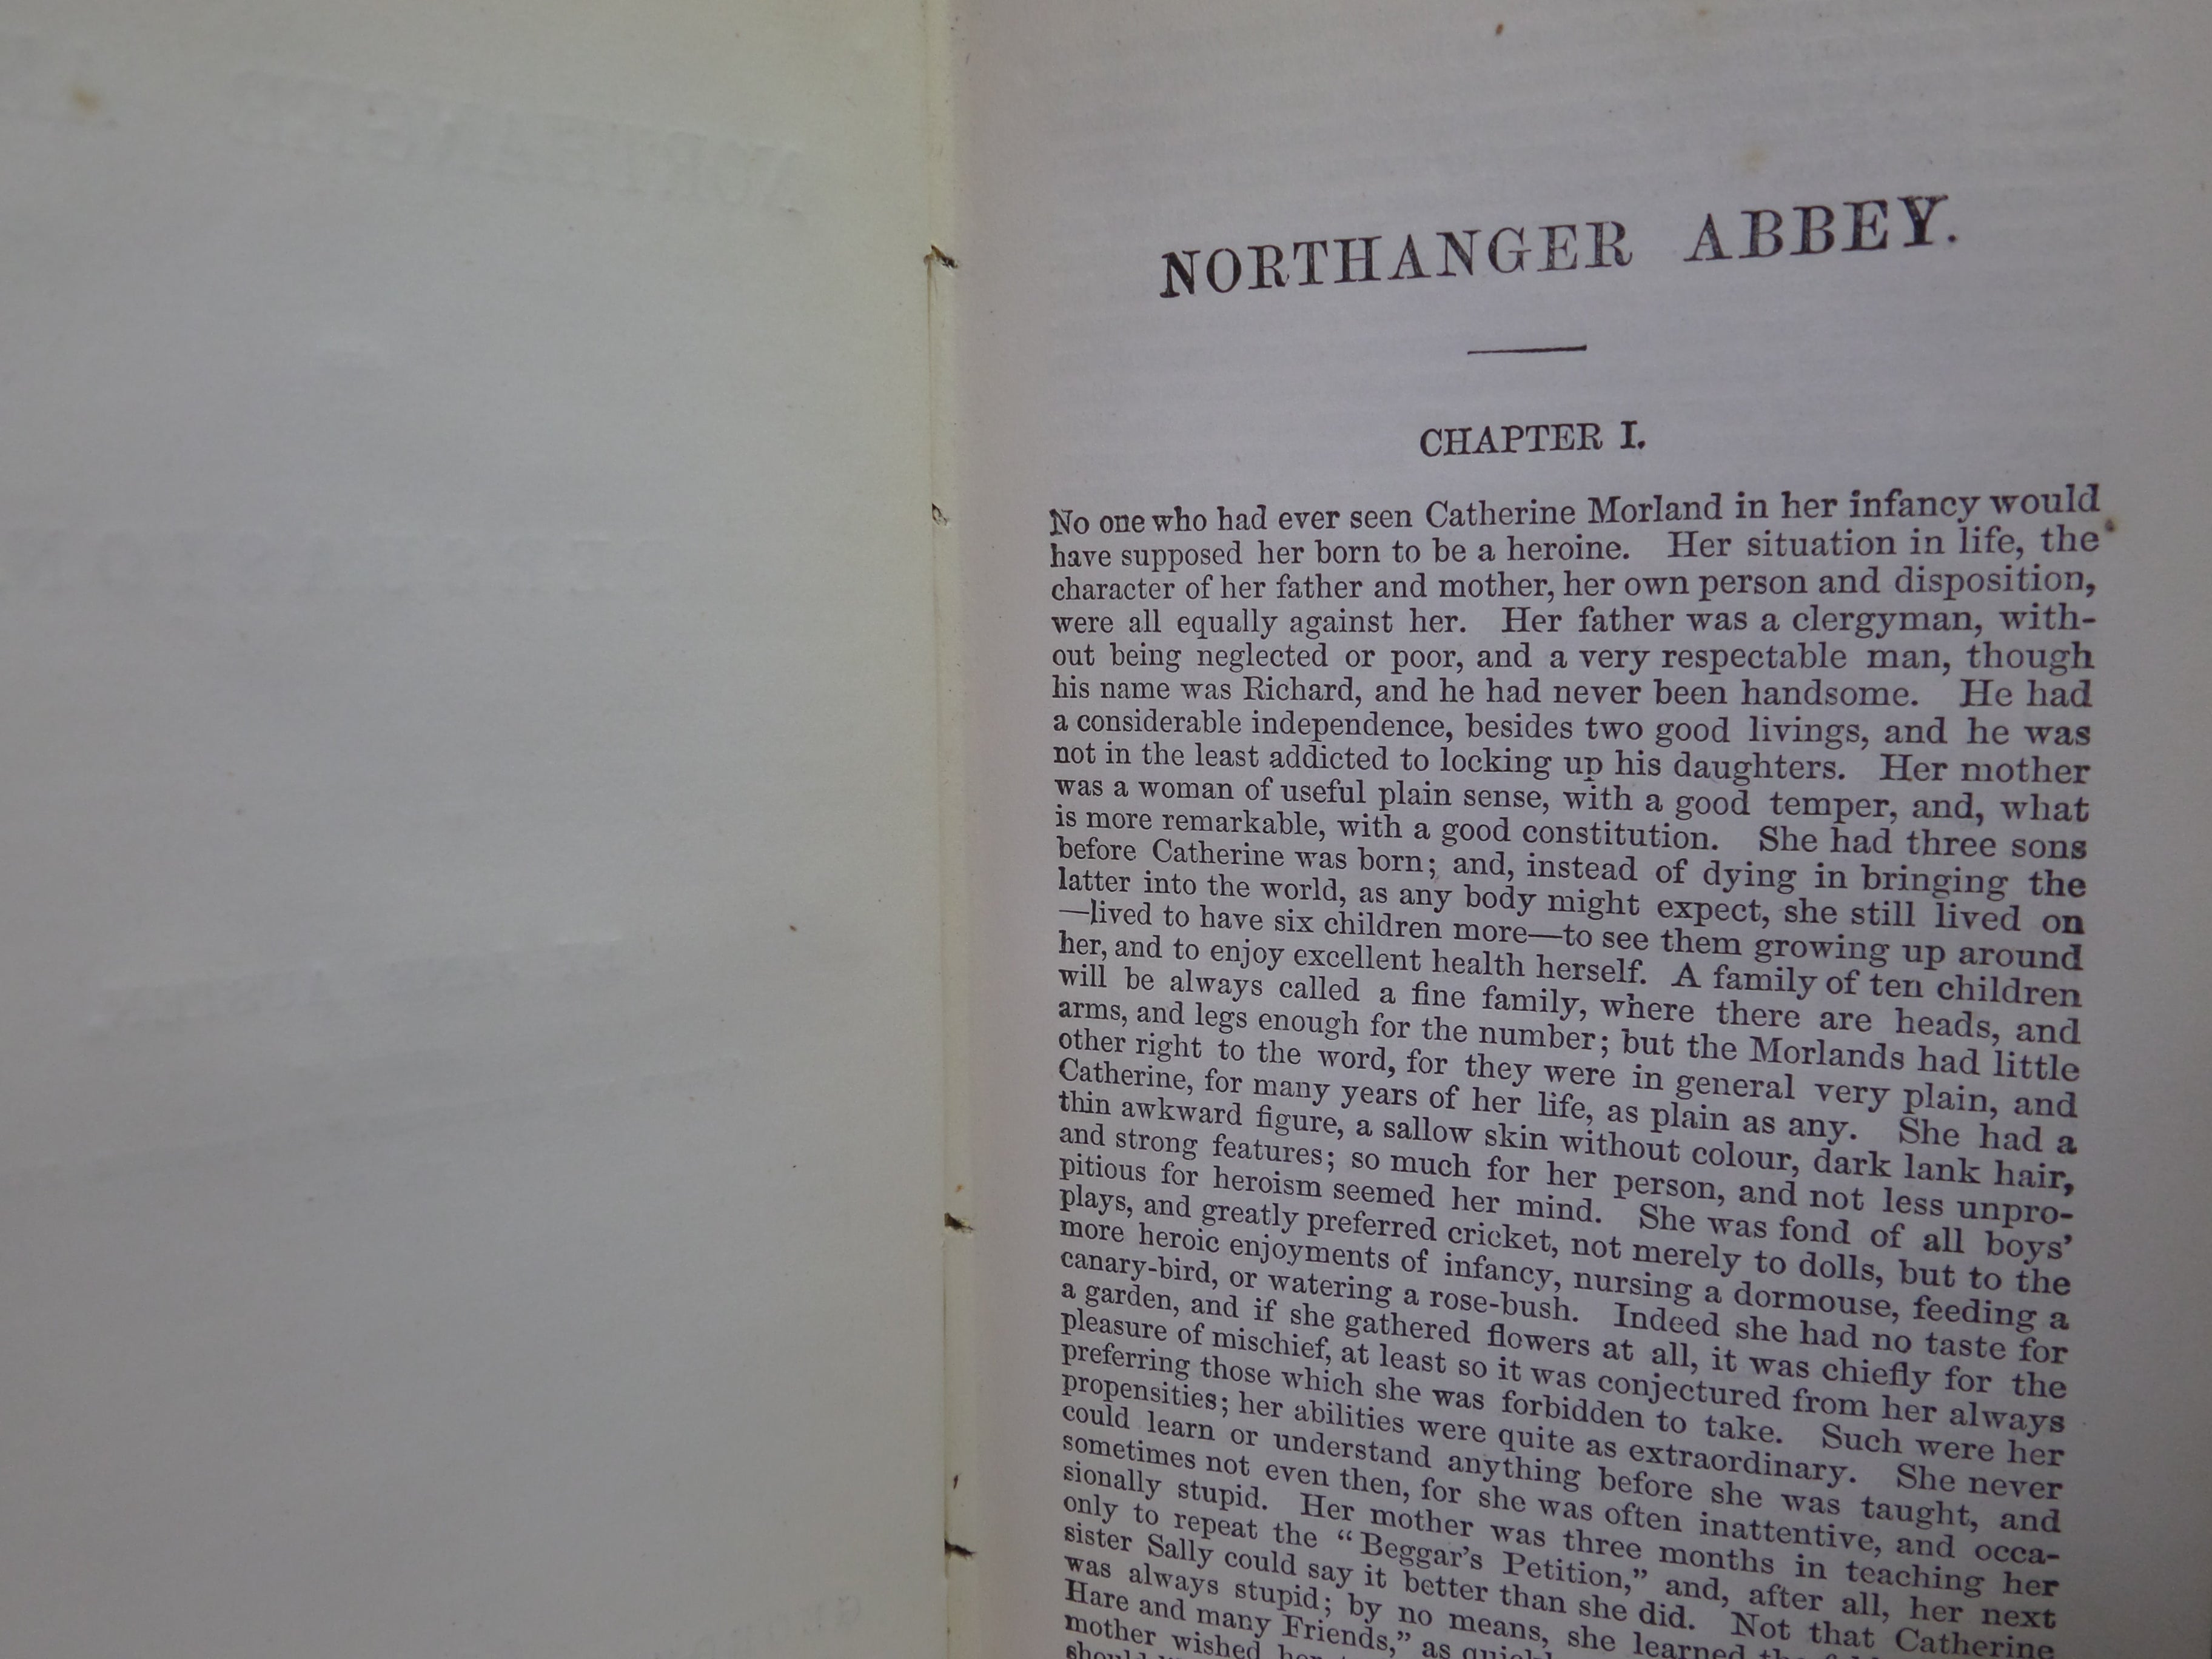 NORTHANGER ABBEY.
CHAPTER I.
No one who had ever seen Catherine Morland in her infancy would
have supposed her born to be a heroine. Her situation in life, the
character of her father and mother, her own person and disposition,
were all equally against her. Her father was a clergyman, with-
out being neglected or poor, and a very respectable man, though
his name was Richard, and he had never been handsome. He had
a considerable independence, besides two good livings, and he was
not in the least addicted to locking up his daughters. Her mother
was a woman of useful plain sense, with a good temper, and, what
is more remarkable, with a good constitution. She had three sons
before Catherine was born; and, instead of dying in bringing the
latter into the world, as any body might expect, she still lived on
—lived to have six children more—to see them growing up around
her, and to enjoy excellent health herself. A family of ten children
will be always called a fine family, where there are heads, and
arms, and legs enough for the number; but the Morlands had little
other right to the word, for they were in general very plain, and
Catherine, for many years of her life, as plain as any. She had a
thin awkward figure, a sallow skin without colour, dark lank hair,
and strong features; so much for her person, and not less unpro-
pitious for heroism seemed her mind. She was fond of all boys'
plays, and greatly preferred cricket, not merely to dolls, but to the
more heroic enjoyments of infancy, nursing a dormouse, feeding a
canary-bird, or watering a rose-bush. Indeed she had no taste for
a garden, and if she gathered flowers at all, it was chiefly for the
pleasure of mischief, at least so it was conjectured from her always
preferring those which she was forbidden to take. Such were her
propensities; her abilities were quite as extraordinary. She never
could learn or understand anything before she was taught, and
sometimes not even then, for she was often inattentive, and occa-
sionally stupid. Her mother was three months in teaching her
only to repeat the "Beggar's Petition," and, after all, her next
sister Sally could say it better than she did. Not that Catherine
was always stupid; by no means, she learned the
Hare and many Friends," as
mother wished